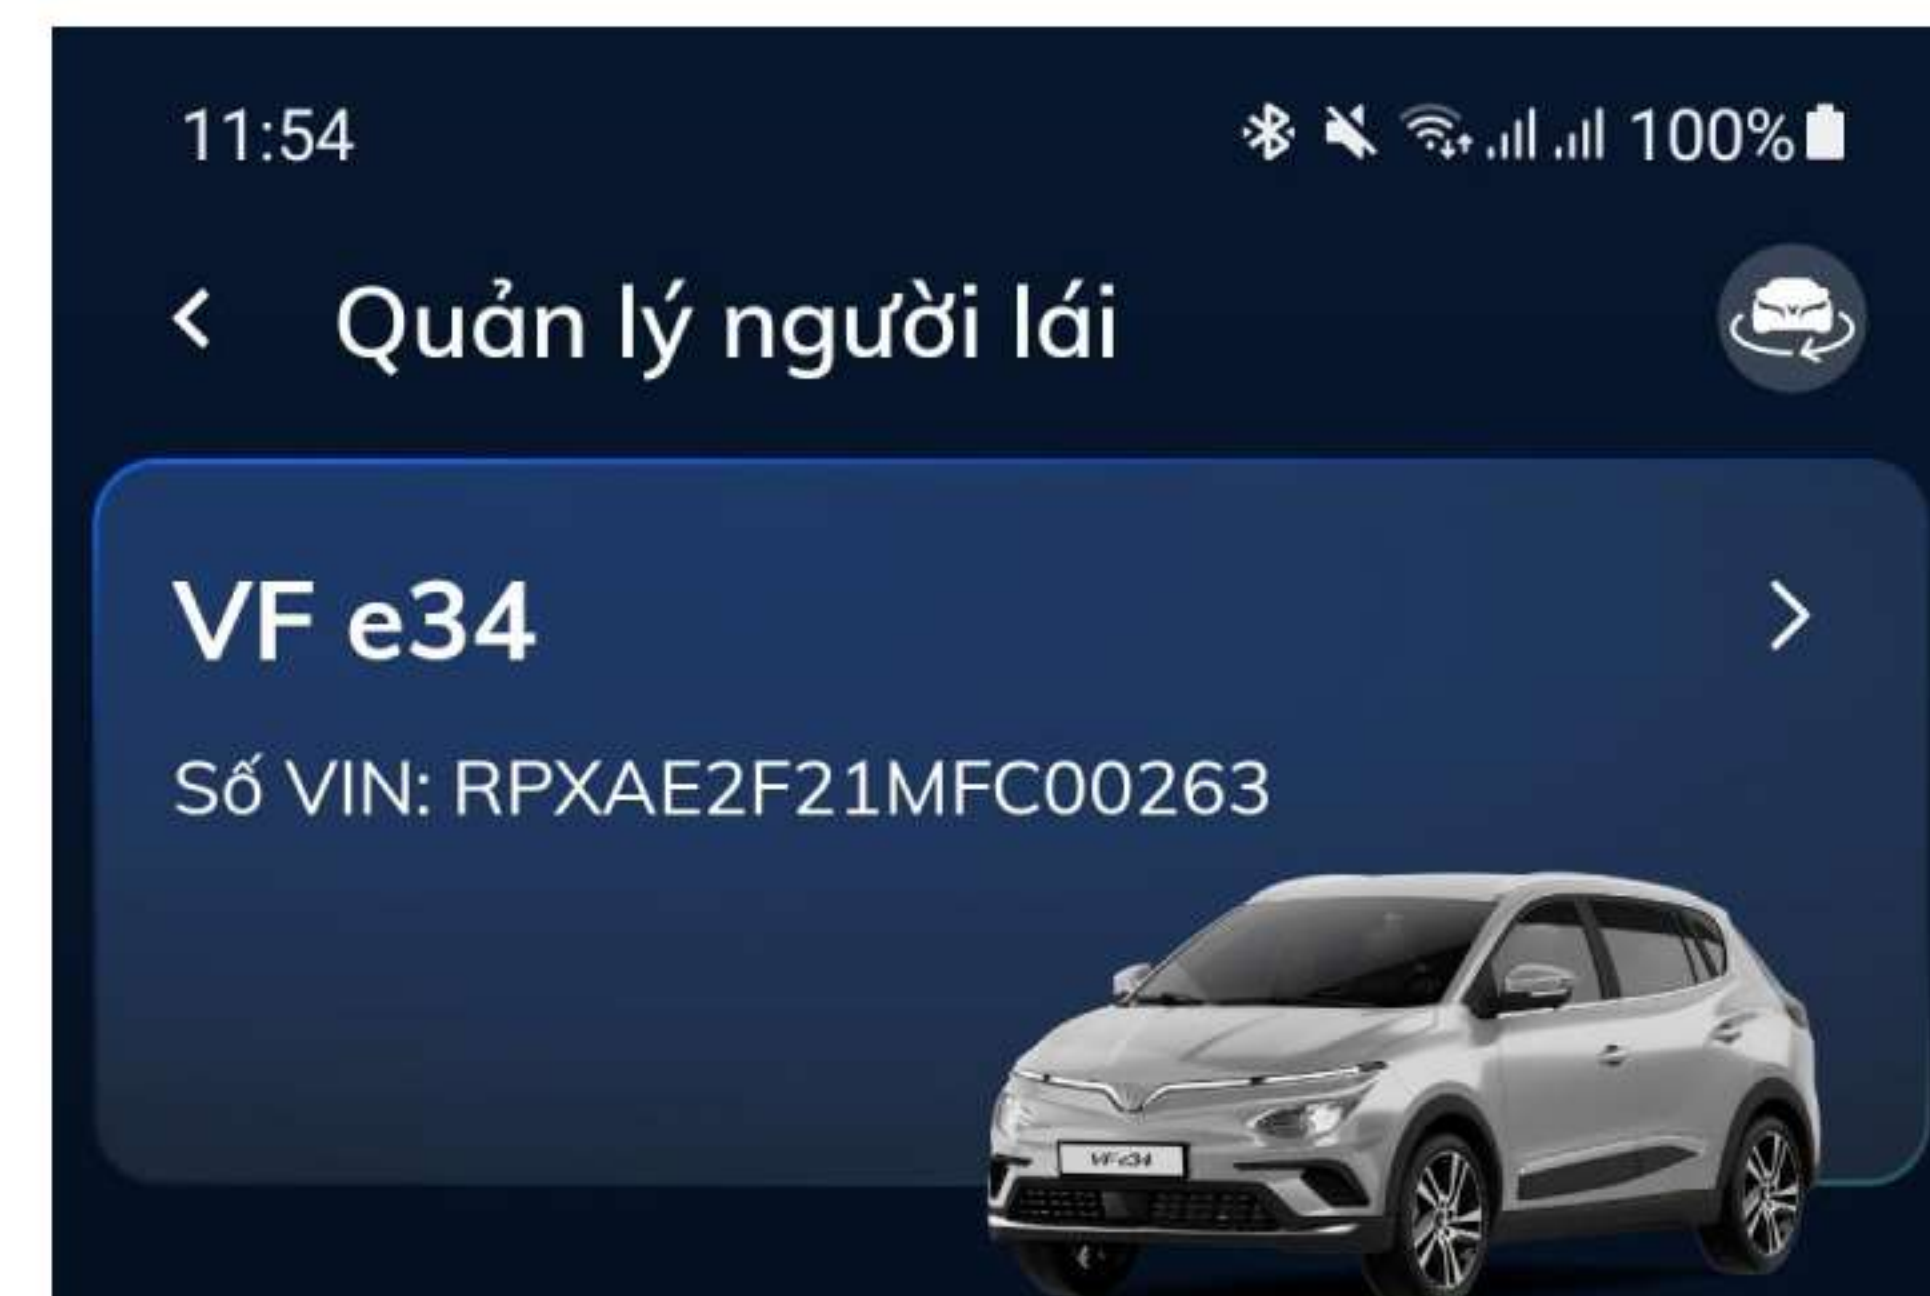 11:54 100%
Quản lý người lái
VF e34
Số VIN: RPXAE2F21MFC00263
VF e34